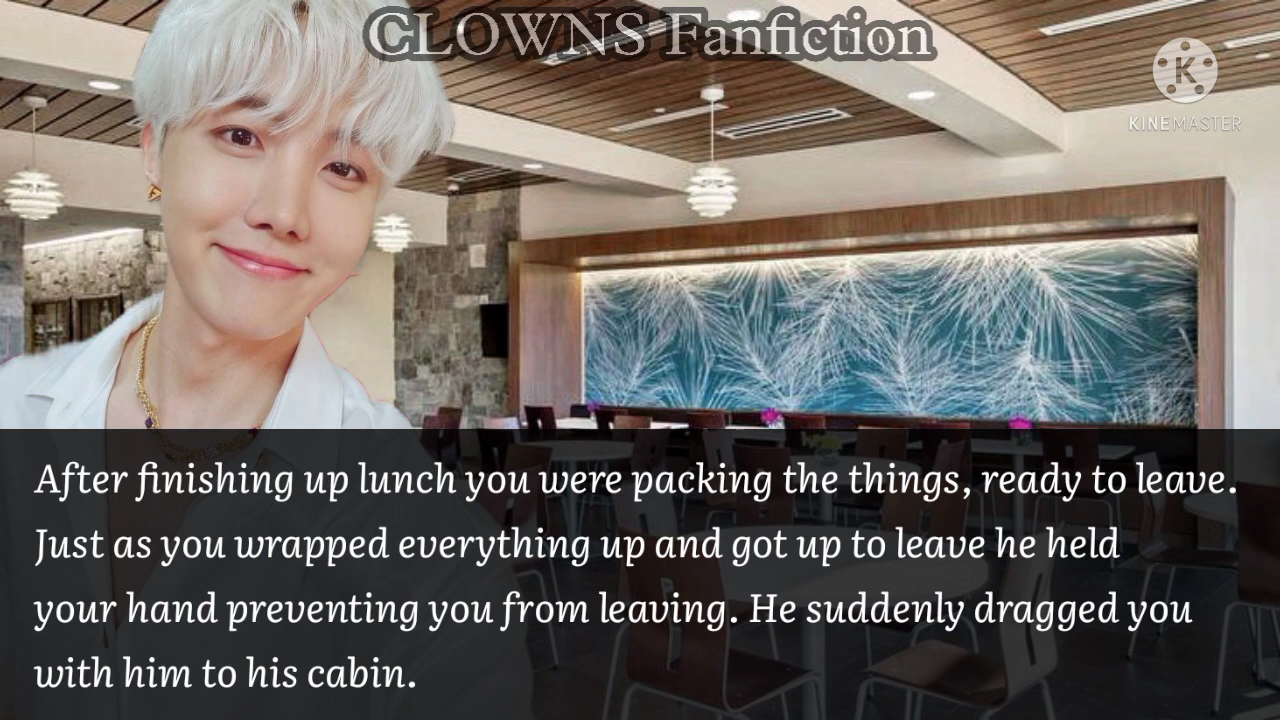 CLOWNS Fanfiction
K
KINEMASTER
After finishing up lunch you were packing the things, ready to leave.
Just as you wrapped everything up and got up to leave he held
your hand preventing you from leaving. He suddenly dragged you
with him to his cabin.